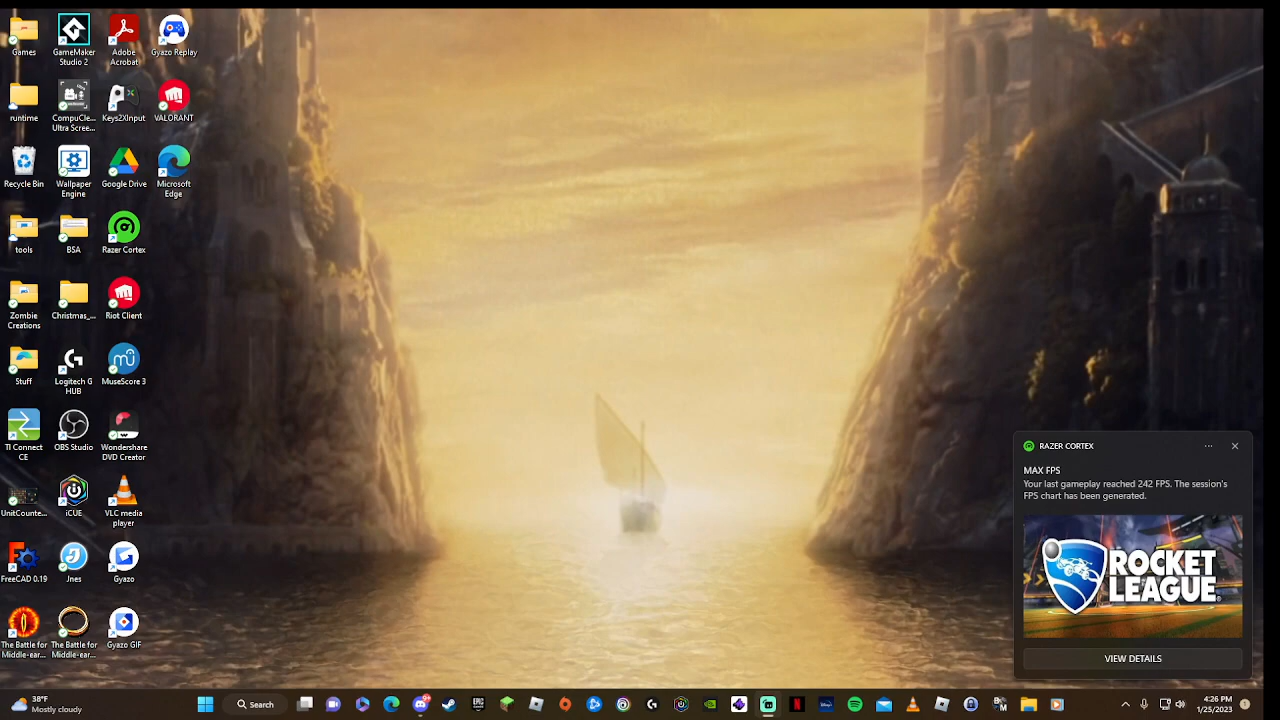 Games
GameMaker
Studio 2
Adobe
Acrobat
Gyazo Replay
runtime
CompuCle...
Ultra Scree...
Keys2XInput
VALORANT
Recycle Bin
Wallpaper
Engine
Google Drive
Microsoft
Edge
tools
BSA
Razer Cortex
Zombie
Creations
Christmas_...
Riot Client
Stuff
Logitech G
HUB
MuseScore 3
TI Connect
CE
OBS Studio
Wondershare
DVD Creator
UnitCounte...
iCUE
VLC media
player
FreeCAD 0.19
Jnes
Gyazo
The Battle for
Middle-ear...
The Battle for
Middle-ear...
Gyazo GIF
RAZER CORTEX
MAX FPS
Your last gameplay reached 242 FPS. The session's
FPS chart has been generated.
ROCKET
LEAGUE
VIEW DETAILS
38°F
Mostly cloudy
Search
4:26 PM
1/25/2023